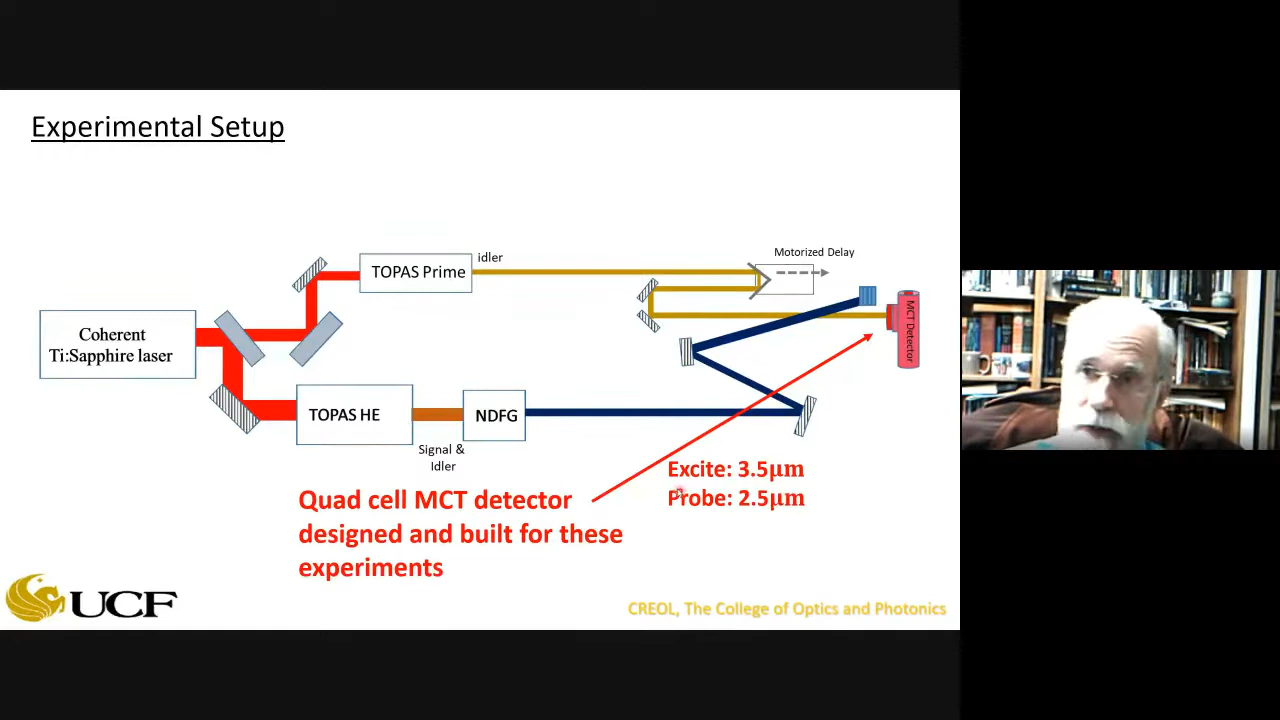 Experimental Setup
TOPAS Prime
idler
Motorized Delay
Coherent
Ti:Sapphire laser
MCT Detector
TOPAS HE
NDFG
Signal &
Idler
Excite: 3.5μm
Probe: 2.5μm
Quad cell MCT detector
designed and built for these
experiments
UCF
CREOL, The College of Optics and Photonics